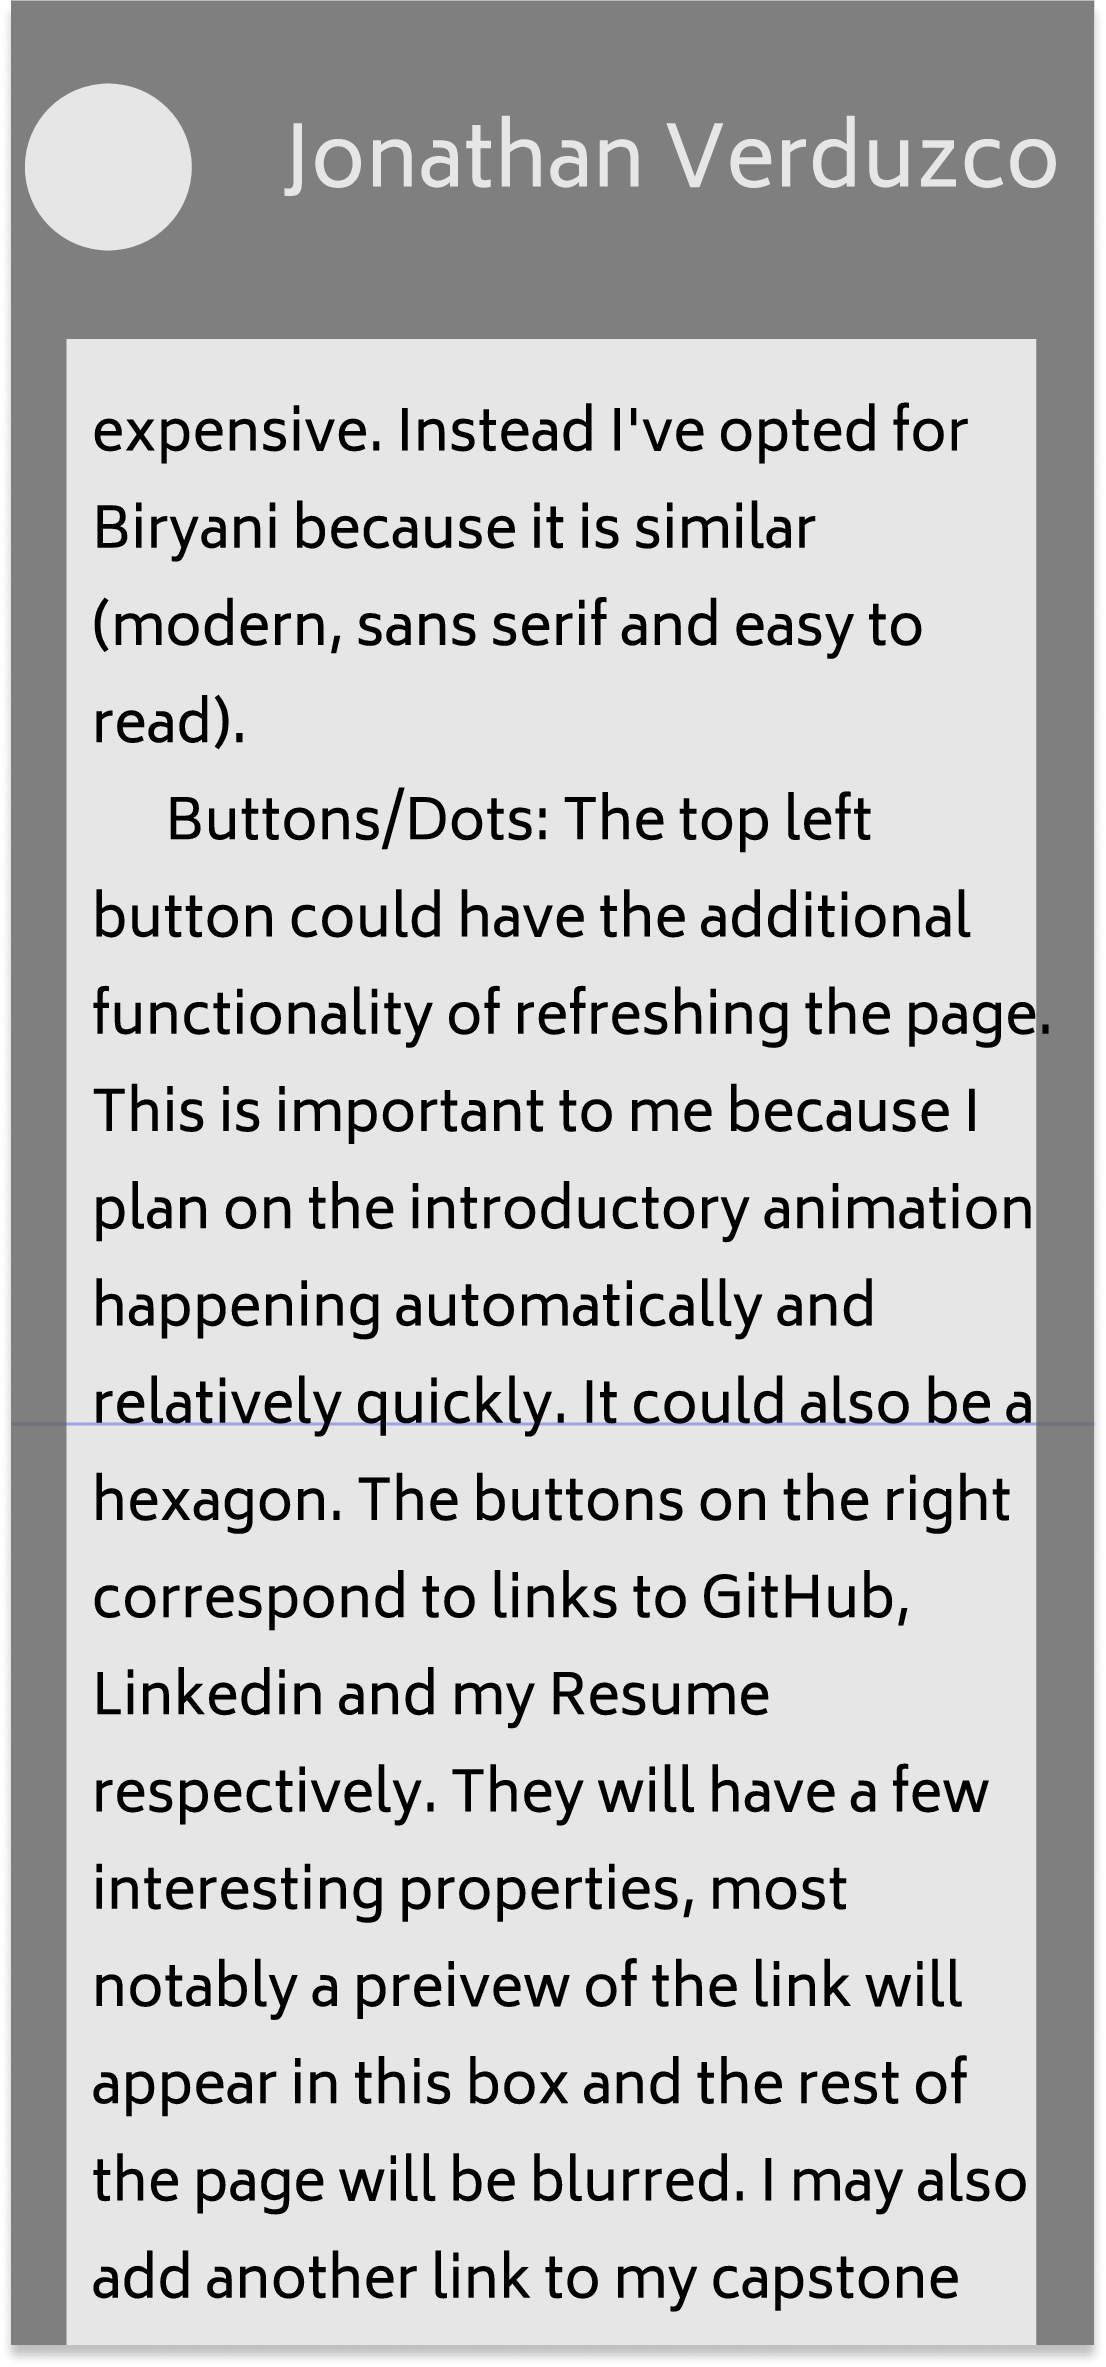 Jonathan Verduzco
expensive. Instead I've opted for
Biryani because it is similar
(modern, sans serif and easy to
read).
Buttons/Dots: The top left
button could have the additional
functionality of refreshing the page.
This is important to me because I
plan on the introductory animation
happening automatically and
relatively quickly. It could also be a
hexagon. The buttons on the right
correspond to links to GitHub,
Linkedin and my Resume
respectively. They will have a few
interesting properties, most
notably a preivew of the link will
appear in this box and the rest of
the page will be blurred. I may also
add another link to my capstone